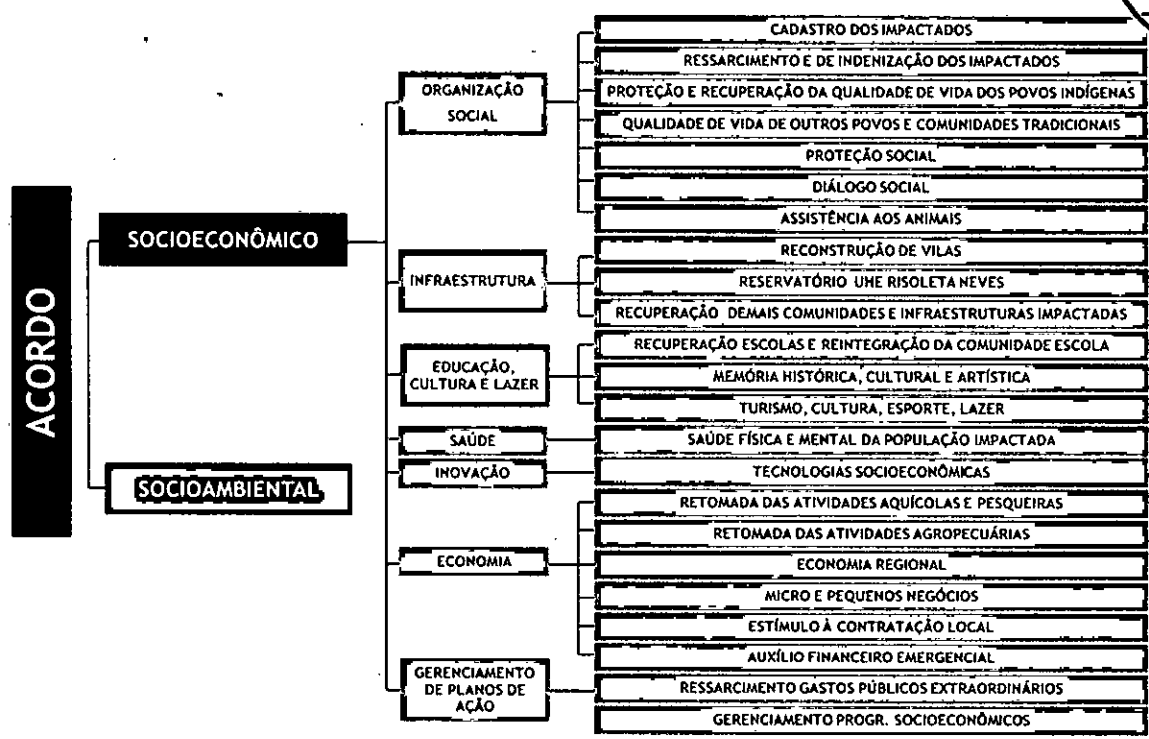 ACORDO
SOCIOECONÔMICO
SOCIOAMBIENTAL
ORGANIZAÇÃO
SOCIAL
CADASTRO DOS IMPACTADOS
RESSARCIMENTO E DE INDENIZAÇÃO DOS IMPACTADOS
PROTEÇÃO E RECUPERAÇÃO DA QUALIDADE DE VIDA DOS POVOS INDÍGENAS
QUALIDADE DE VIDA DE OUTROS POVOS E COMUNIDADES TRADICIONAIS
PROTEÇÃO SOCIAL
DIÁLOGO SOCIAL
ASSISTÊNCIA AOS ANIMAIS
INFRAESTRUTURA
RECONSTRUÇÃO DE VILAS
RESERVATÓRIO UHE RISOLETA NEVES
RECUPERAÇÃO DEMAIS COMUNIDADES E INFRAESTRUTURAS IMPACTADAS
EDUCAÇÃO,
CULTURA E LAZER
RECUPERAÇÃO ESCOLAS E REINTEGRAÇÃO DA COMUNIDADE ESCOLA
MEMÓRIA HISTÓRICA, CULTURAL E ARTÍSTICA
TURISMO, CULTURA, ESPORTE, LAZER
SAÚDE
SAÚDE FÍSICA E MENTAL DA POPULAÇÃO IMPACTADA
INOVAÇÃO
TECNOLOGIAS SOCIOECONÔMICAS
ECONOMIA
RETOMADA DAS ATIVIDADES AQUÍCOLAS E PESQUEIRAS
RETOMADA DAS ATIVIDADES AGROPECUÁRIAS
ECONOMIA REGIONAL
MICRO E PEQUENOS NEGÓCIOS
ESTÍMULO À CONTRATAÇÃO LOCAL
AUXÍLIO FINANCEIRO EMERGENCIAL
GERENCIAMENTO
DE PLANOS DE
AÇÃO
RESSARCIMENTO GASTOS PÚBLICOS EXTRAORDINÁRIOS
GERENCIAMENTO PROGR. SOCIOECONÔMICOS